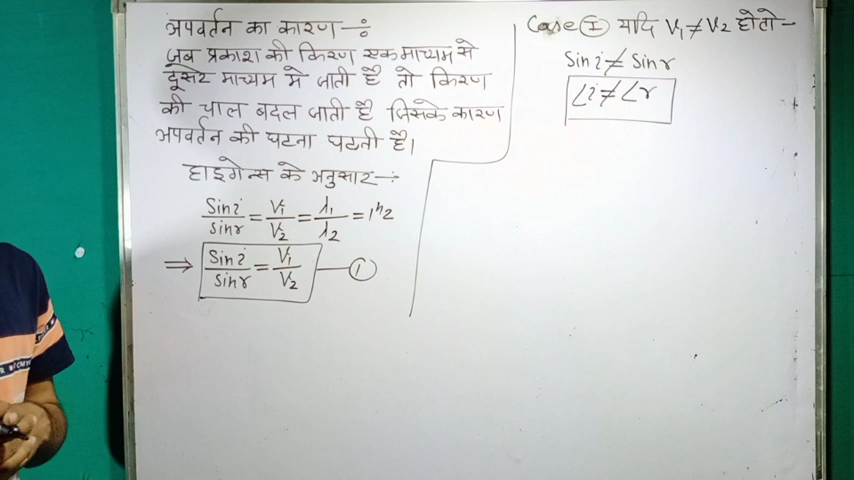 अपवर्तन का कारण -:
जब प्रकाश की किरण एक माध्यम से
दूसरे माध्यम मे जाती है तो किरण
की चाल बदल जाती है जिसके कारण
अपवर्तन की घटना घटती है।
हाइगेन्स के अनुसार -:
Sin i / sin r = V₁ / V₂ = λ₁ / λ₂ = 1n2
⇒ Sin i / sin r = V₁ / V₂ — ①
Case I यदि V₁ ≠ V₂ हो तो -
Sin i ≠ Sin r
∠i ≠ ∠r